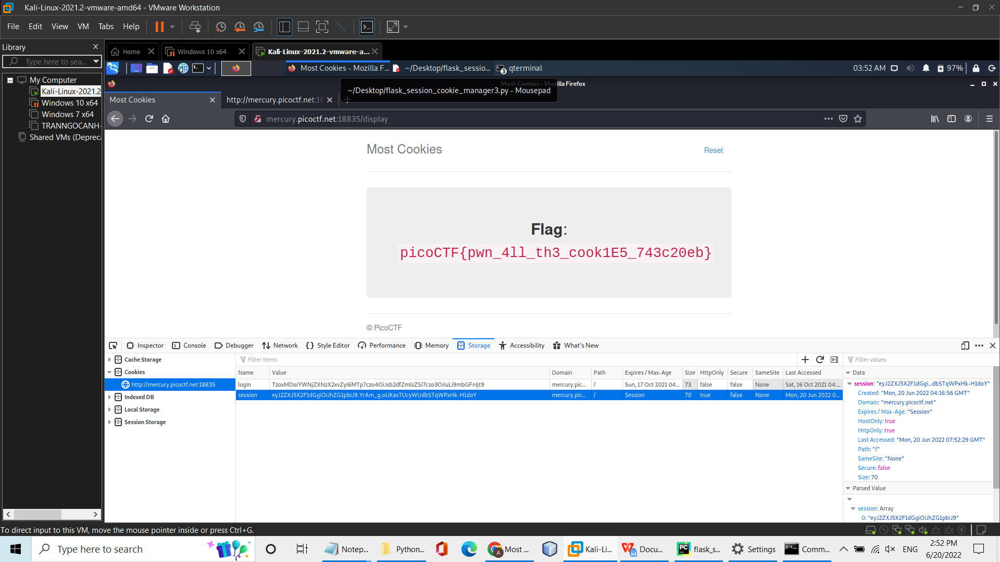 Kali-Linux-2021.2-vmware-amd64 - VMware Workstation
File Edit View VM Tabs Help
Library
Type here to sea...
My Computer
Kali-Linux-2021.2
Windows 10 x64
Windows 7 x64
TRANNGOCANH-
Shared VMs (Depreca
Home Windows 10 x64 Kali-Linux-2021.2-vmware-a...
Most Cookies - Mozilla F... ~/Desktop/flask_sessio... 3 qterminal 03:52 AM 97%
Most Cookies - Mozilla Firefox
~/Desktop/flask_session_cookie_manager3.py - Mousepad
Most Cookies http://mercury.picoctf.net:18
mercury.picoctf.net:18835/display
Most Cookies Reset
Flag:
picoCTF{pwn_4ll_th3_cook1E5_743c20eb}
© PicoCTF
Inspector Console Debugger Network Style Editor Performance Memory Storage Accessibility What's New
Cache Storage
Cookies
http://mercury.picoctf.net:18835
Indexed DB
Local Storage
Session Storage
Filter Items
Name Value Domain Path Expires / Max-Age Size HttpOnly Secure SameSite Last Accessed
login TzoxMDoiYWNjZXNzX2xvZyI6MTp7czo4OiJsb2dfZmlsZSI7czo3OiIuLi9mbGFnIjt9 mercury.pic... / Sun, 17 Oct 2021 04... 73 false false None Sat, 16 Oct 2021 04:...
session eyJ2ZXJ5X2F1dGgiOiJhZG1pbiJ9.YrAm_g.oUKasTUcyWUdbSTqWPxHk-H1doY mercury.pic... / Session 70 true false None Mon, 20 Jun 2022 0...
Filter values
Data
session: "eyJ2ZXJ5X2F1dGgi...dbSTqWPxHk-H1doY"
Created: "Mon, 20 Jun 2022 04:16:56 GMT"
Domain: "mercury.picoctf.net"
Expires / Max-Age: "Session"
HostOnly: true
HttpOnly: true
Last Accessed: "Mon, 20 Jun 2022 07:52:29 GMT"
Path: "/"
SameSite: "None"
Secure: false
Size: 70
Parsed Value
session: Array
0: "eyJ2ZXJ5X2F1dGgiOiJhZG1pbiJ9"
To direct input to this VM, move the mouse pointer inside or press Ctrl+G.
Type here to search Notep... Python... Most ... Kali-Li... Docu... flask_s... Settings Comm... ENG
2:52 PM
6/20/2022